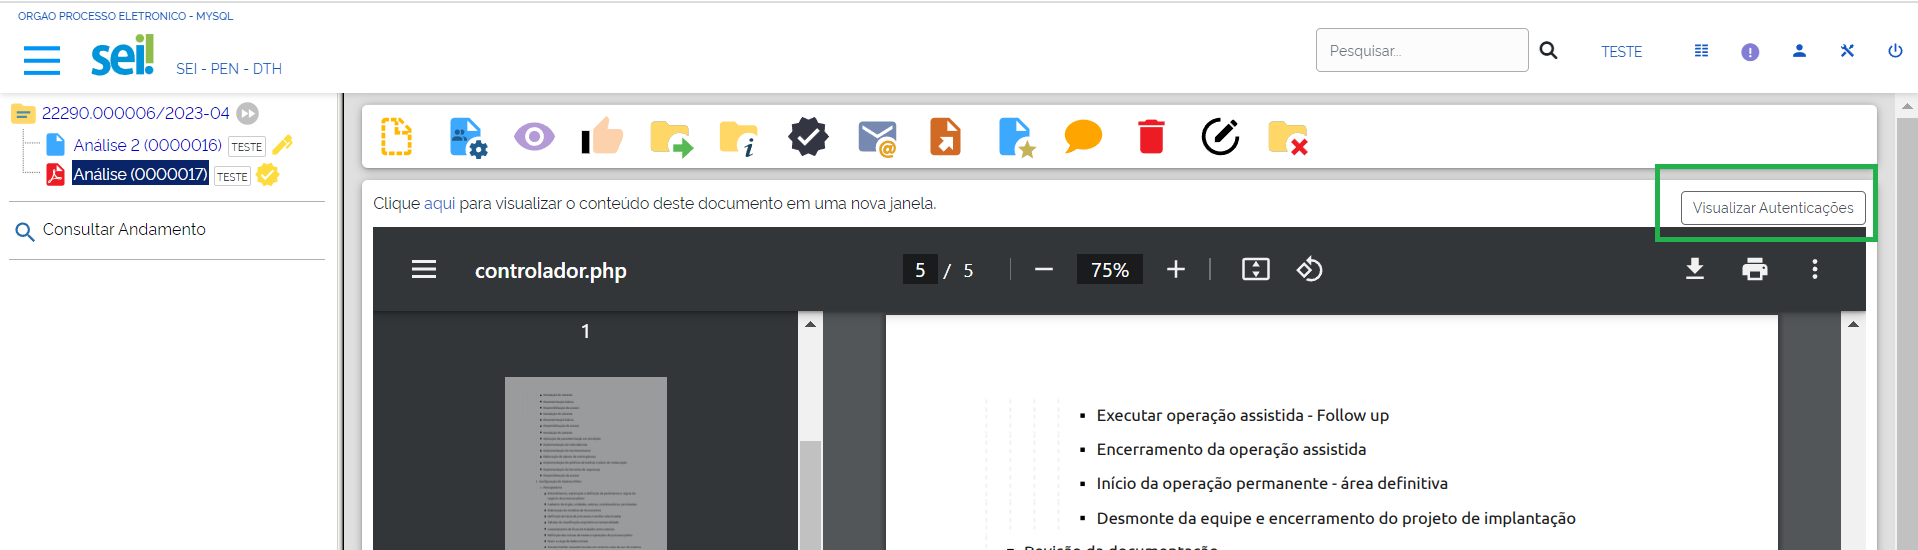 ORGAO PROCESSO ELETRONICO - MYSQL
sei!
SEI - PEN - DTH
Pesquisar...
TESTE
22290.000006/2023-04
Análise 2 (0000016) TESTE
Análise (0000017) TESTE
Consultar Andamento
Clique aqui para visualizar o conteúdo deste documento em uma nova janela.
Visualizar Autenticações
controlador.php
5 / 5
75%
1
Executar operação assistida - Follow up
Encerramento da operação assistida
Início da operação permanente - área definitiva
Desmonte da equipe e encerramento do projeto de implantação
Revisão da documentação